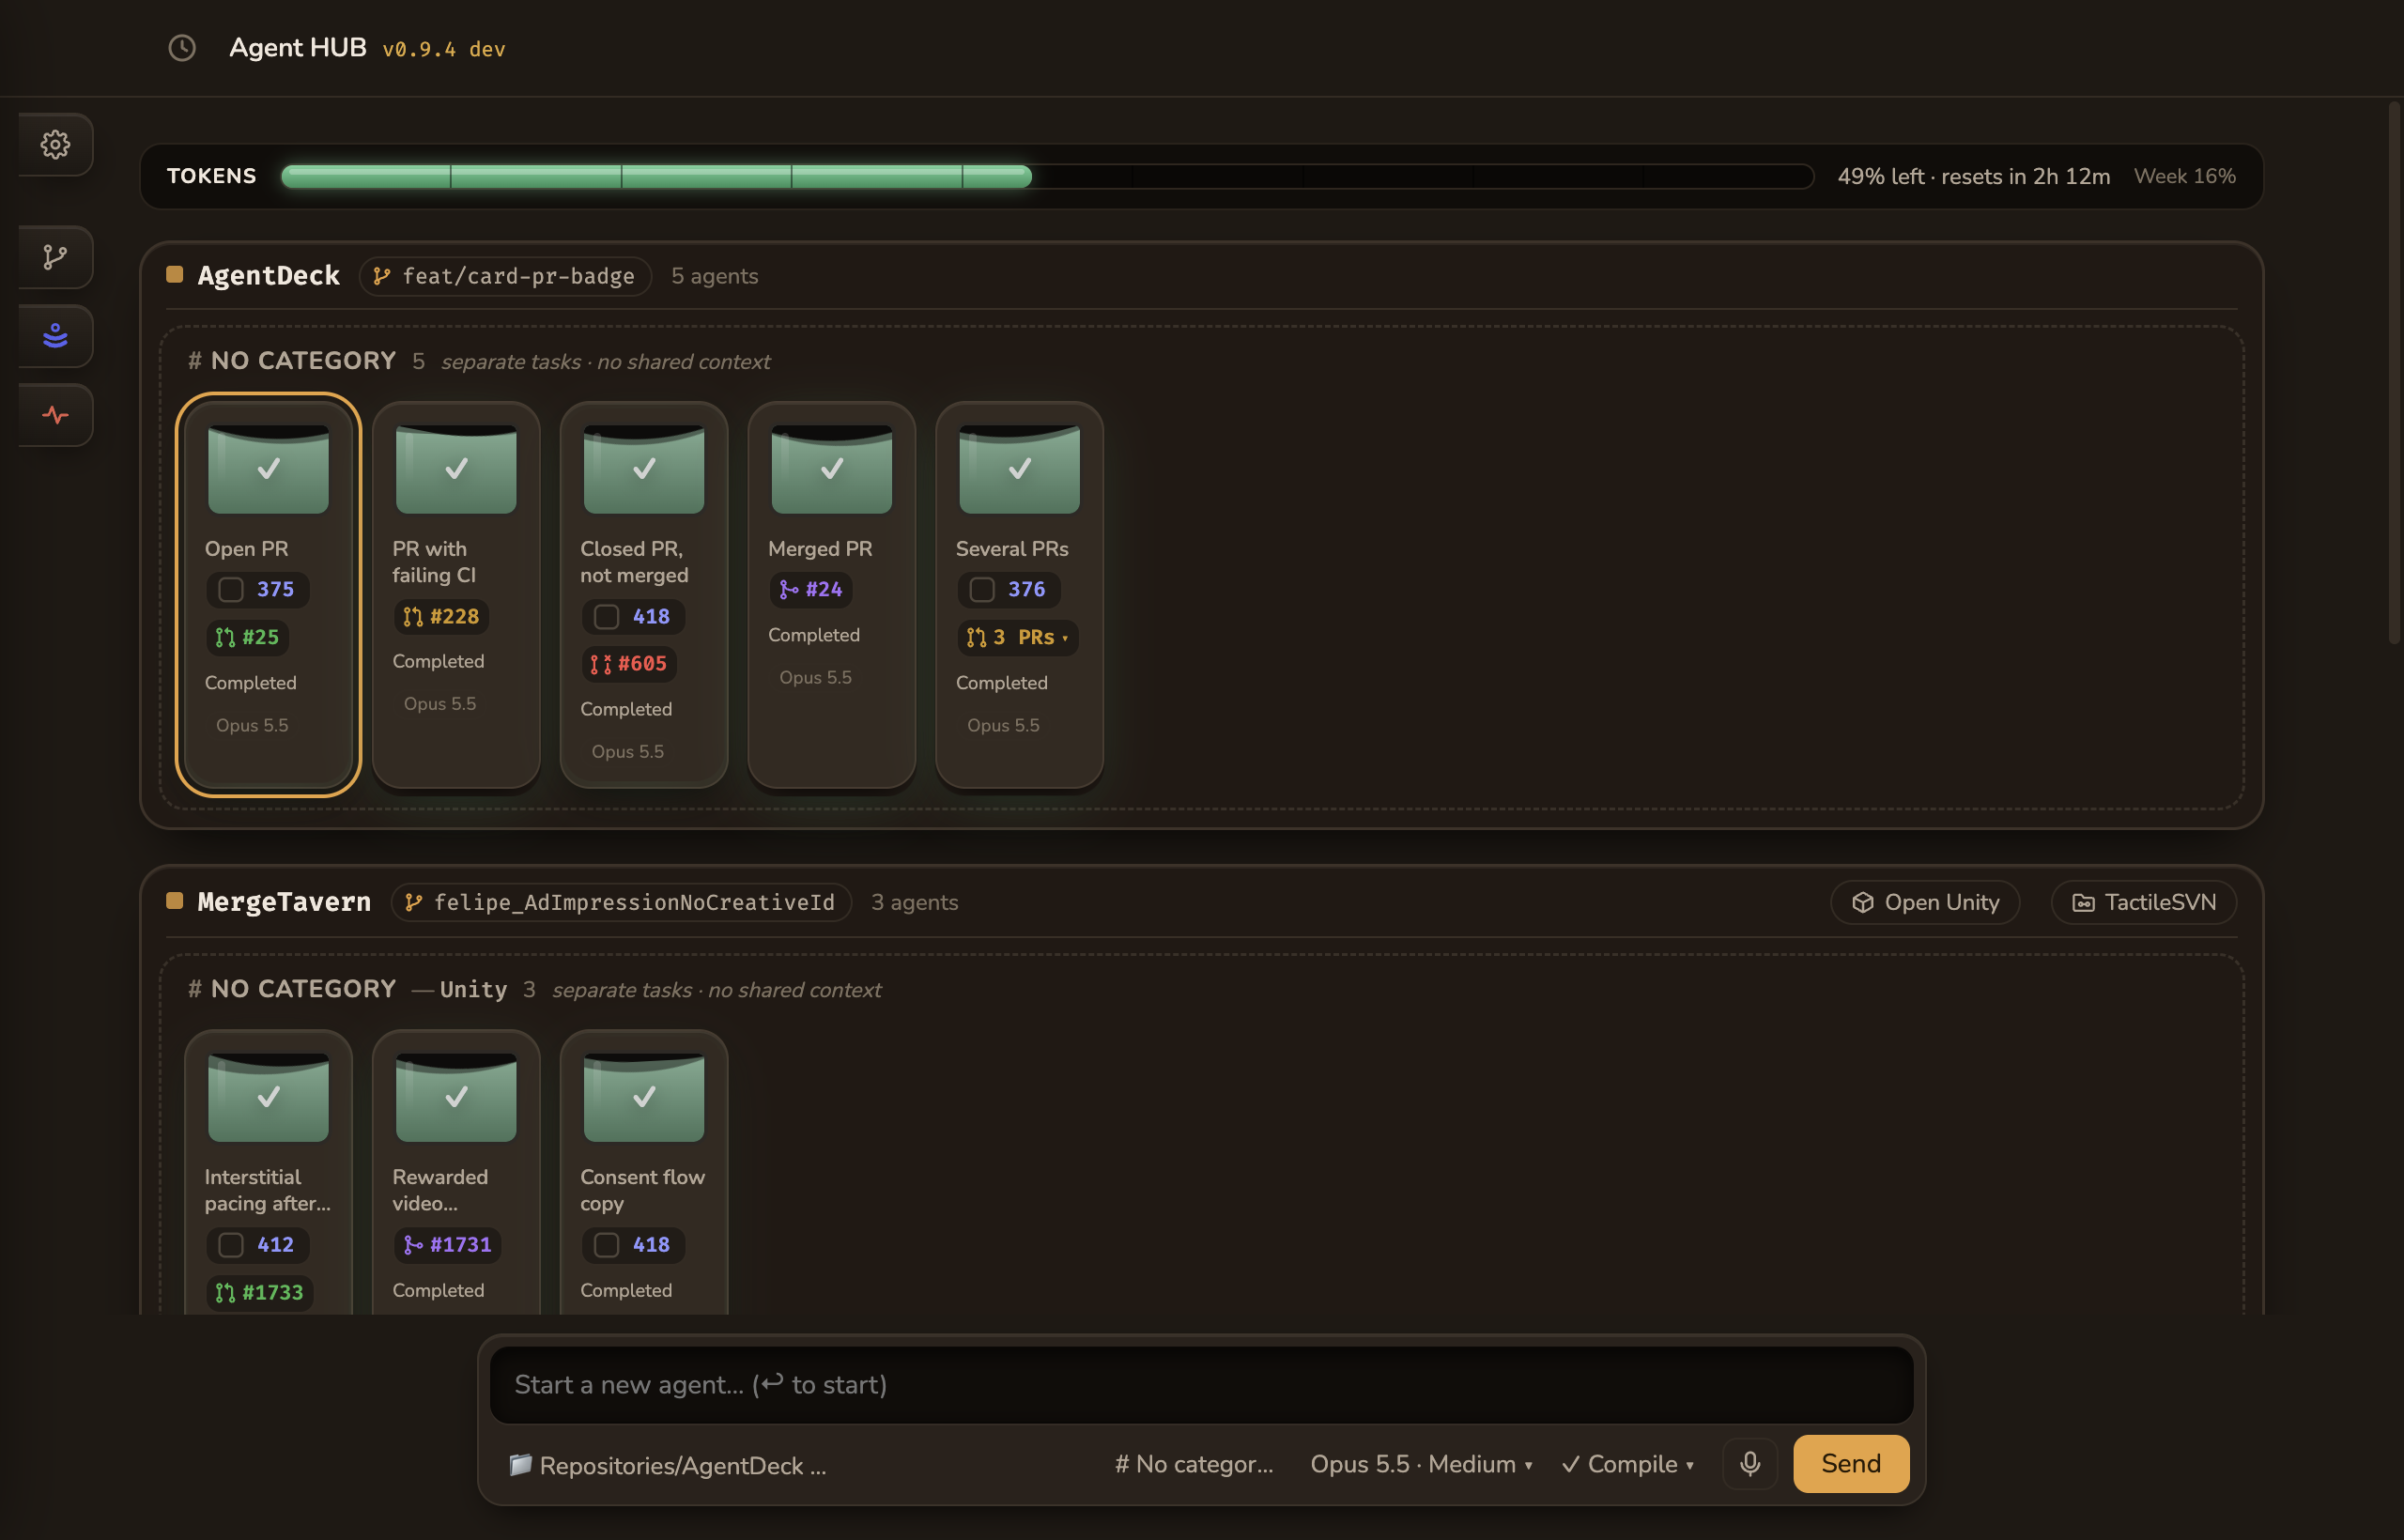 Agent HUB v0.9.4 dev
TOKENS 49% left · resets in 2h 12m Week 16%
AgentDeck feat/card-pr-badge 5 agents
# NO CATEGORY 5 separate tasks · no shared context
Open PR
375
#25
Completed
Opus 5.5
PR with
failing CI
#228
Completed
Opus 5.5
Closed PR,
not merged
418
#605
Completed
Opus 5.5
Merged PR
#24
Completed
Opus 5.5
Several PRs
376
3 PRs ▾
Completed
Opus 5.5
MergeTavern felipe_AdImpressionNoCreativeId 3 agents Open Unity TactileSVN
# NO CATEGORY — Unity 3 separate tasks · no shared context
Interstitial
pacing after…
412
#1733
Rewarded
video…
#1731
Completed
Consent flow
copy
418
Completed
Start a new agent… (↩ to start)
Repositories/AgentDeck … # No categor… Opus 5.5 · Medium ▾ ✓ Compile ▾ Send